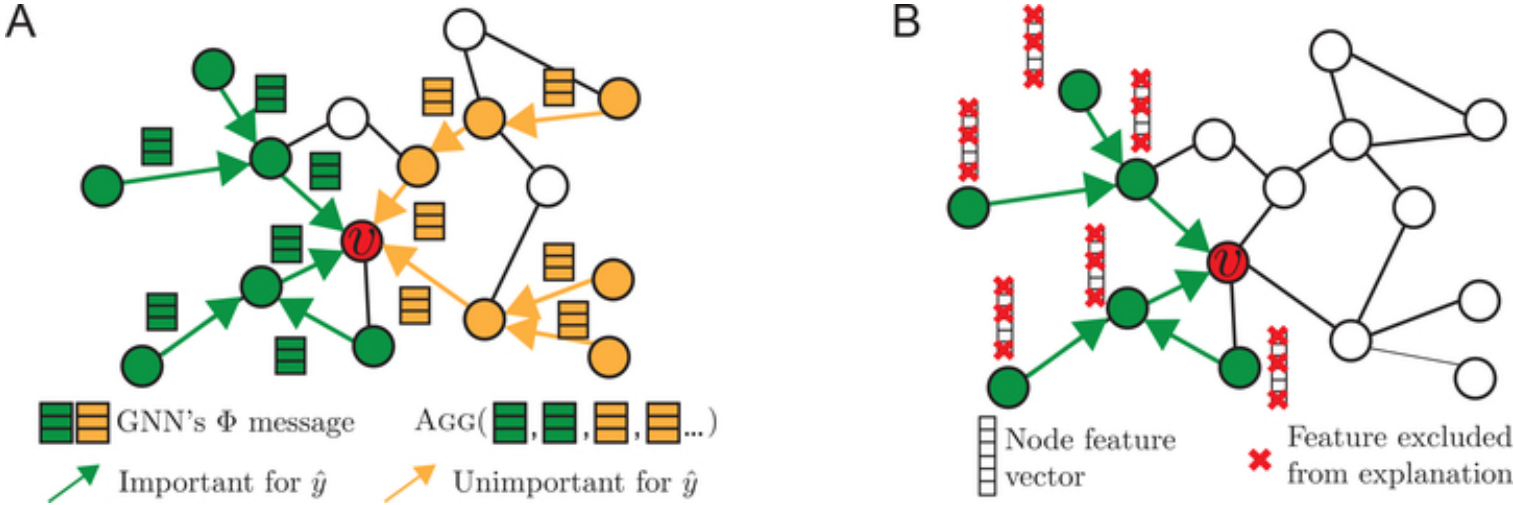 A
B
υ
υ
GNN's Φ message
AGG( , , , ...)
Important for ŷ
Unimportant for ŷ
Node feature
vector
Feature excluded
from explanation